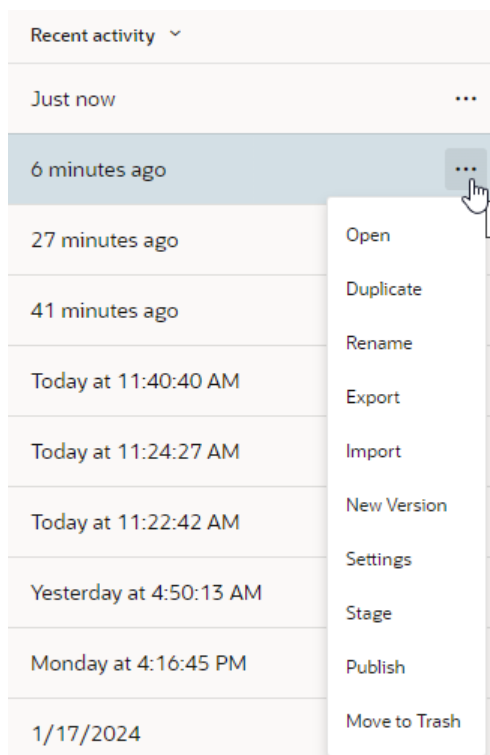 Recent activity
Just now
6 minutes ago
27 minutes ago
41 minutes ago
Today at 11:40:40 AM
Today at 11:24:27 AM
Today at 11:22:42 AM
Yesterday at 4:50:13 AM
Monday at 4:16:45 PM
1/17/2024
Open
Duplicate
Rename
Export
Import
New Version
Settings
Stage
Publish
Move to Trash